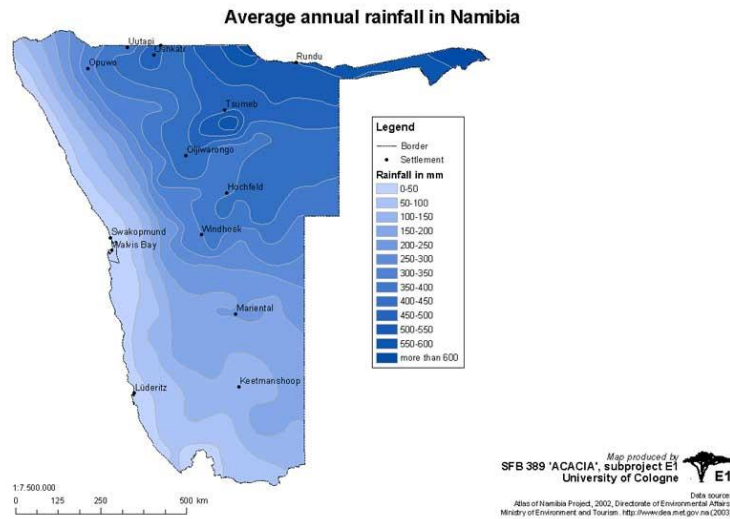 Average annual rainfall in Namibia
Uutapi
Oshkati
Opuwo
Rundu
Tsumeb
Otjiwarongo
Hochfeld
Windhoek
Swakopmund
Walvis Bay
Mariental
Keetmanshoop
Lüderitz
Legend
Border
Settlement
Rainfall in mm
0-50
50-100
100-150
150-200
200-250
250-300
300-350
350-400
400-450
450-500
500-550
550-600
more than 600
1:7.500.000
0 125 250 500 km
Map produced by
SFB 389 'ACACIA', subproject E1
University of Cologne
E1
Data source:
Atlas of Namibia Project, 2002, Directorate of Environmental Affairs
Ministry of Environment and Tourism. http://www.dea.met.gov.na (2003)